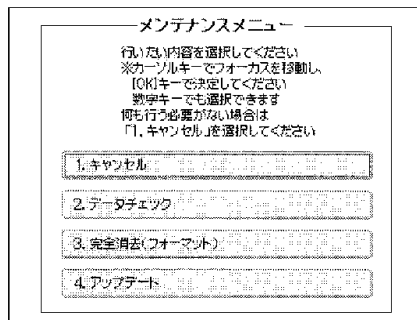 メンテナンスメニュー
行いたい内容を選択してください
※カーソルキーでフォーカスを移動し、
[OK]キーで決定してください
数字キーでも選択できます
何も行う必要がない場合は
「1. キャンセル」を選択してください
1. キャンセル
2. データチェック
3. 完全消去(フォーマット)
4. アップデート